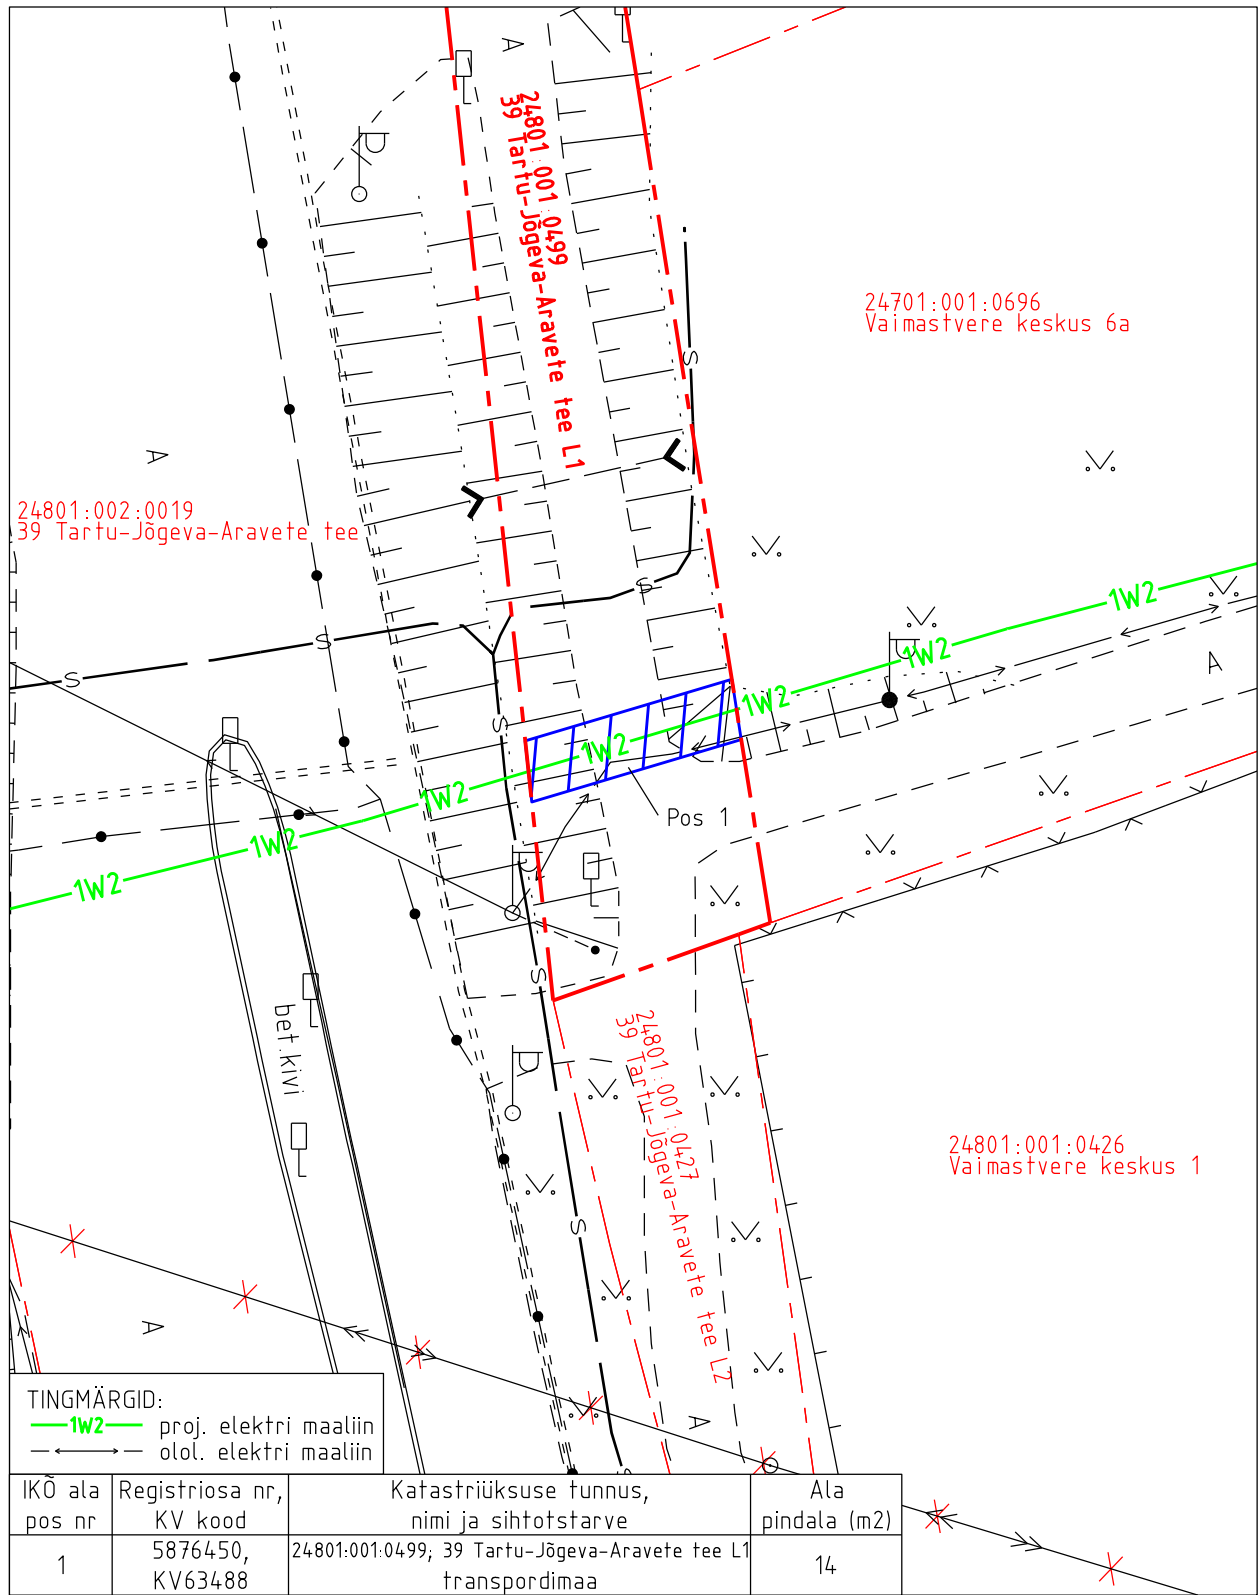 A
24801:001:0499
39 Tartu-Jõgeva-Aravete tee L1
24701:001:0696
Vaimastvere keskus 6a
S
A
24801:002:0019
39 Tartu-Jõgeva-Aravete tee
S
S
S
1W2
1W2
A
1W2
S
1W2
1W2
Pos 1
1W2
1W2
S
bet.kivi
24801:001:0427
39 Tartu-Jõgeva-Aravete tee L2
24801:001:0426
Vaimastvere keskus 1
S
A
A
TINGMÄRGID:
1W2 proj. elektri maaliin
olol. elektri maaliin
S
IKÕ ala
pos nr
Registriosa nr,
KV kood
Katastriüksuse tunnus,
nimi ja sihtotstarve
Ala
pindala (m2)
1
5876450,
KV63488
24801:001:0499; 39 Tartu-Jõgeva-Aravete tee L1
transpordimaa
14